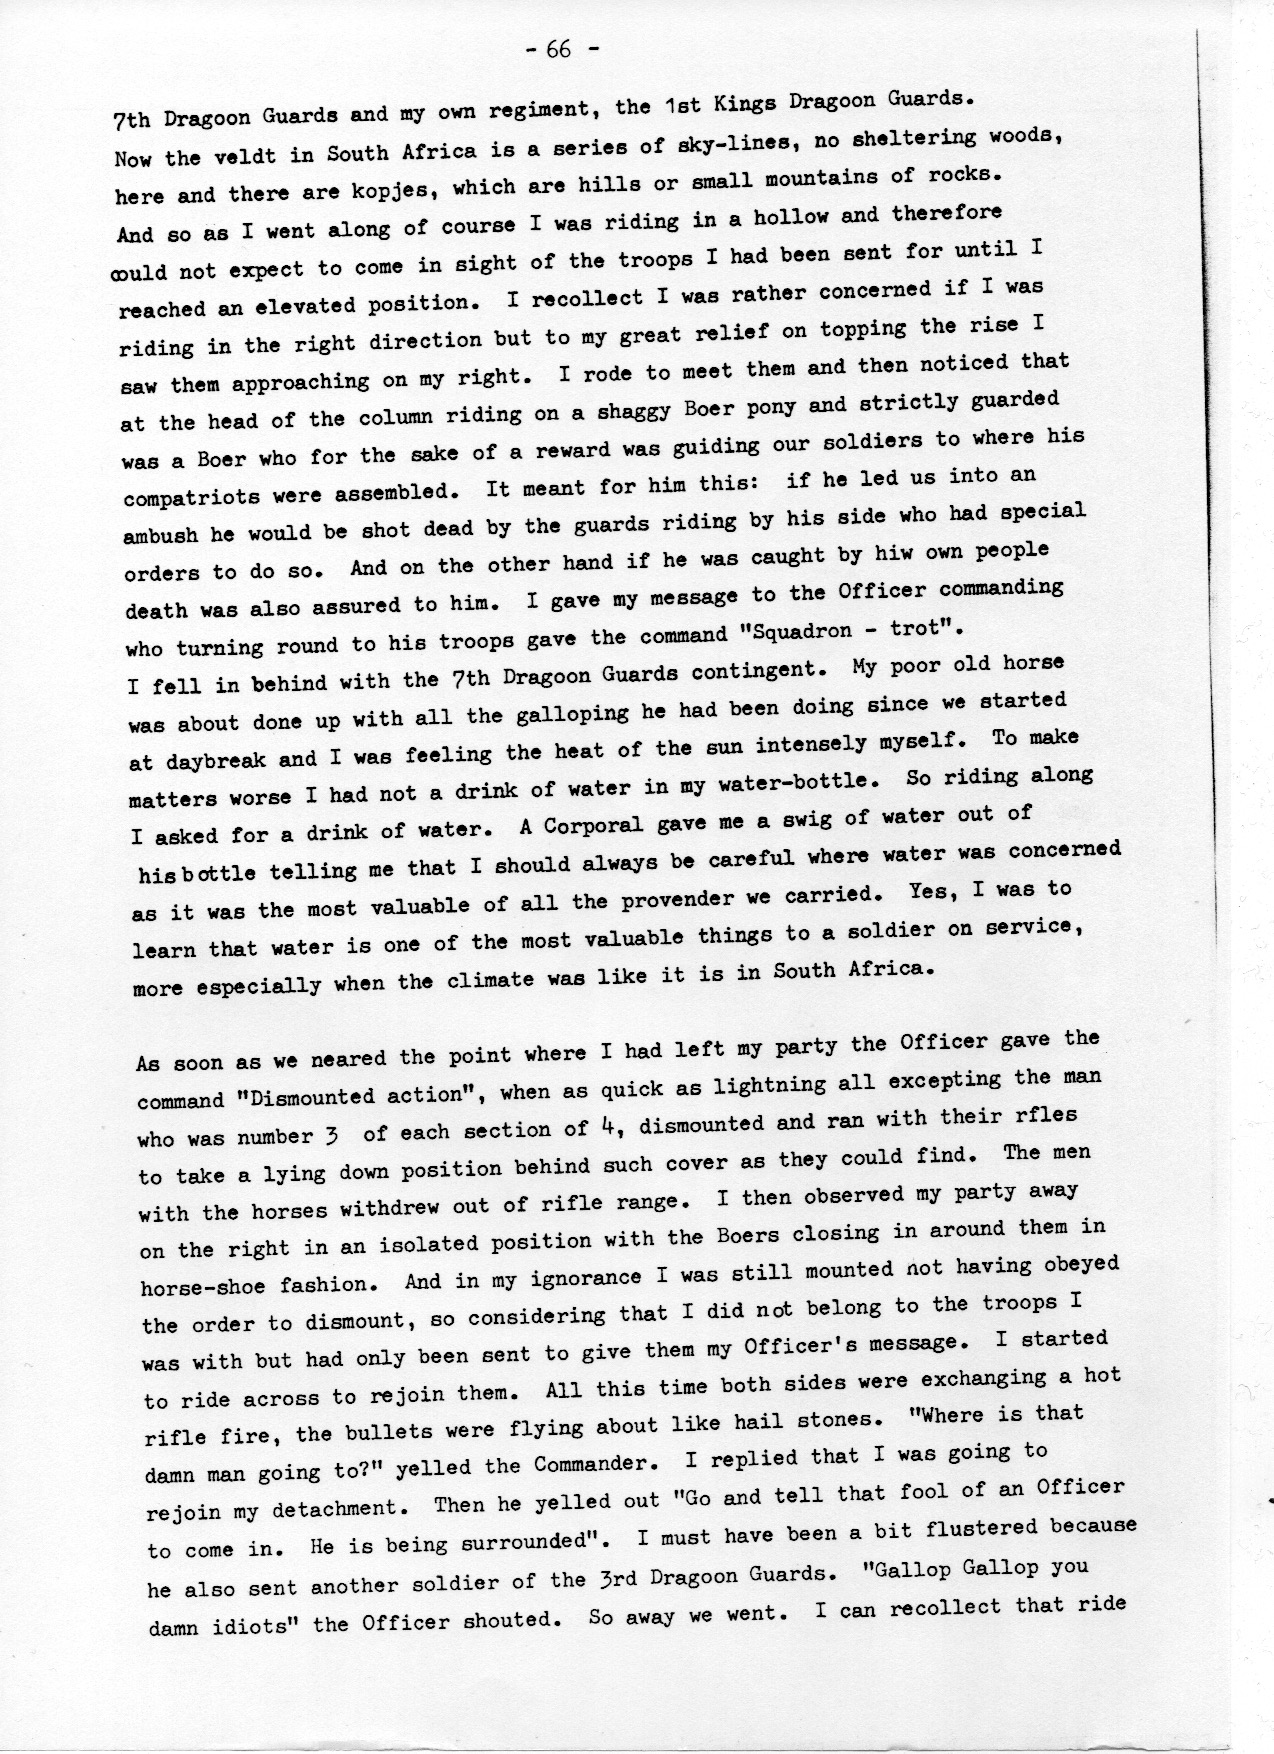 - 66 -
7th Dragoon Guards and my own regiment, the 1st Kings Dragoon Guards.
Now the veldt in South Africa is a series of sky-lines, no sheltering woods,
here and there are kopjes, which are hills or small mountains of rocks.
And so as I went along of course I was riding in a hollow and therefore
could not expect to come in sight of the troops I had been sent for until I
reached an elevated position. I recollect I was rather concerned if I was
riding in the right direction but to my great relief on topping the rise I
saw them approaching on my right. I rode to meet them and then noticed that
at the head of the column riding on a shaggy Boer pony and strictly guarded
was a Boer who for the sake of a reward was guiding our soldiers to where his
compatriots were assembled. It meant for him this: if he led us into an
ambush he would be shot dead by the guards riding by his side who had special
orders to do so. And on the other hand if he was caught by hiw own people
death was also assured to him. I gave my message to the Officer commanding
who turning round to his troops gave the command "Squadron - trot".
I fell in behind with the 7th Dragoon Guards contingent. My poor old horse
was about done up with all the galloping he had been doing since we started
at daybreak and I was feeling the heat of the sun intensely myself. To make
matters worse I had not a drink of water in my water-bottle. So riding along
I asked for a drink of water. A Corporal gave me a swig of water out of
his bottle telling me that I should always be careful where water was concerned
as it was the most valuable of all the provender we carried. Yes, I was to
learn that water is one of the most valuable things to a soldier on service,
more especially when the climate was like it is in South Africa.
As soon as we neared the point where I had left my party the Officer gave the
command "Dismounted action", when as quick as lightning all excepting the man
who was number 3 of each section of 4, dismounted and ran with their rfles
to take a lying down position behind such cover as they could find. The men
with the horses withdrew out of rifle range. I then observed my party away
on the right in an isolated position with the Boers closing in around them in
horse-shoe fashion. And in my ignorance I was still mounted not having obeyed
the order to dismount, so considering that I did not belong to the troops I
was with but had only been sent to give them my Officer's message. I started
to ride across to rejoin them. All this time both sides were exchanging a hot
rifle fire, the bullets were flying about like hail stones. "Where is that
damn man going to?" yelled the Commander. I replied that I was going to
rejoin my detachment. Then he yelled out "Go and tell that fool of an Officer
to come in. He is being surrounded". I must have been a bit flustered because
he also sent another soldier of the 3rd Dragoon Guards. "Gallop Gallop you
damn idiots" the Officer shouted. So away we went. I can recollect that ride